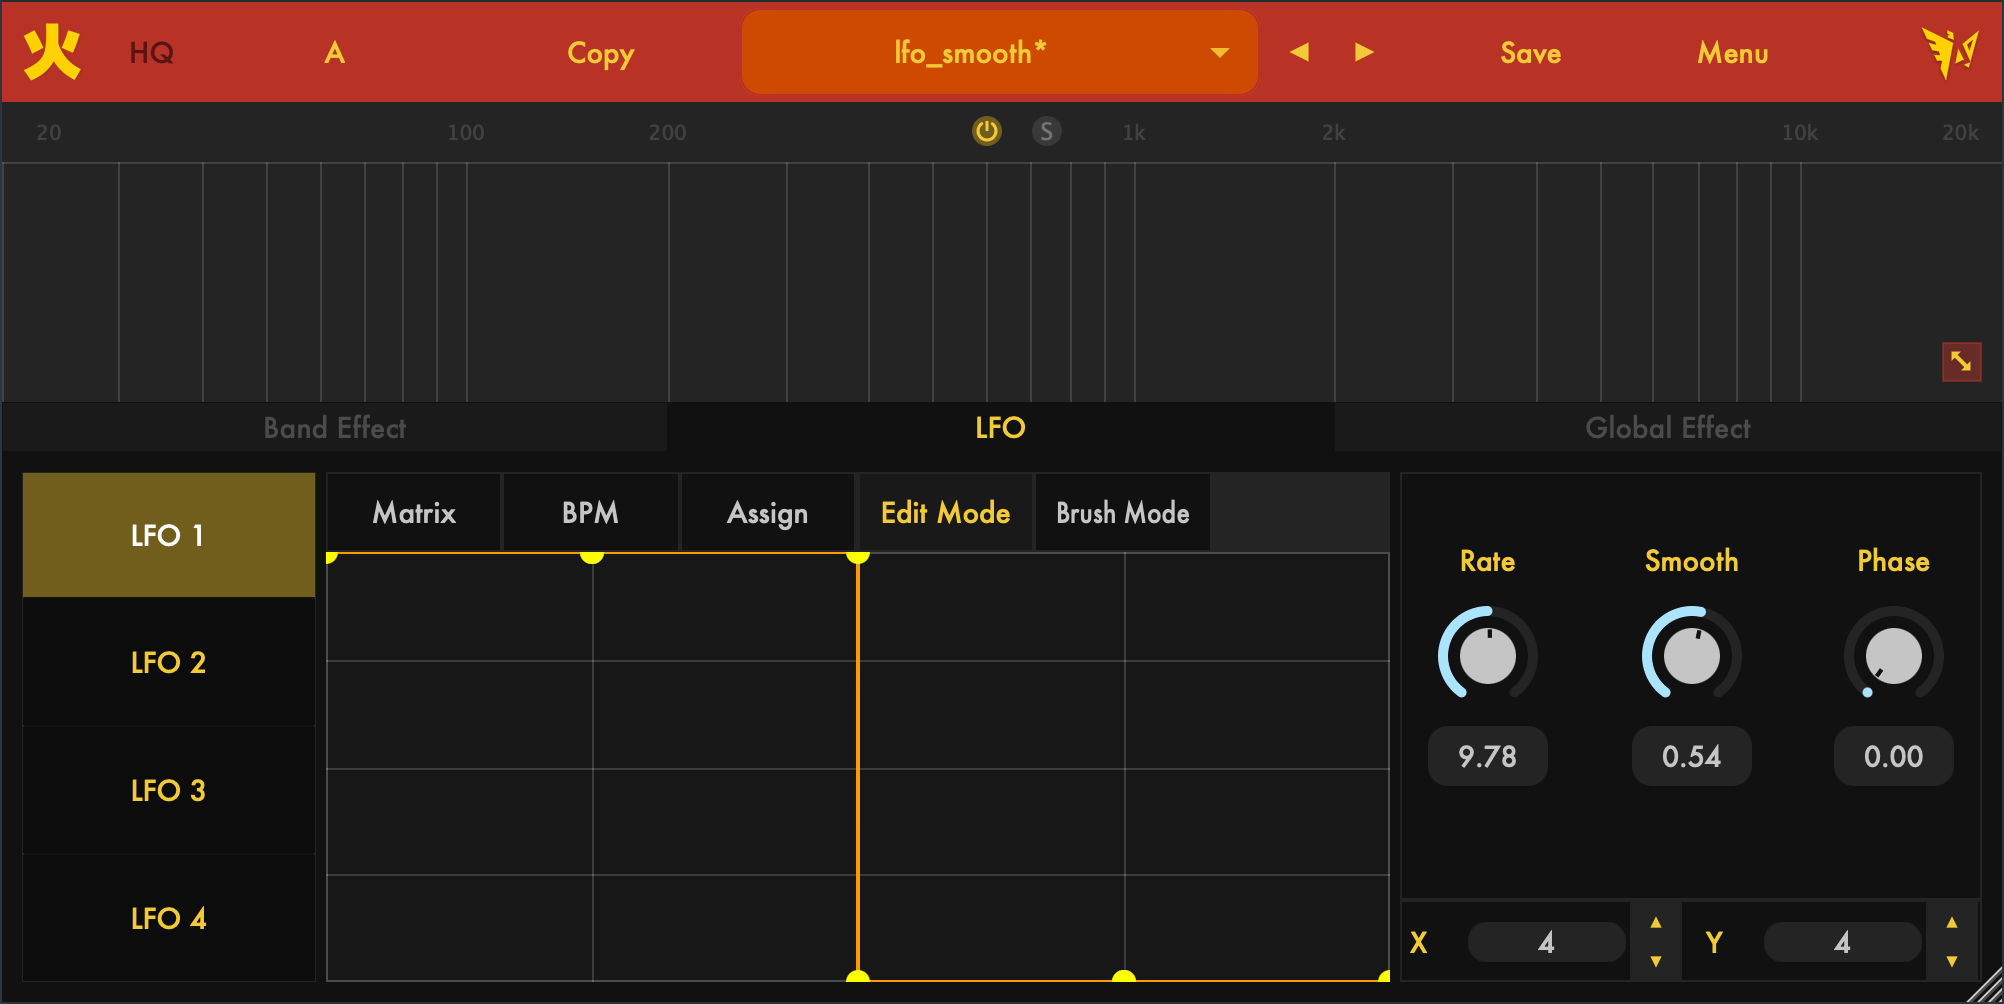 火 HQ A Copy lfo_smooth* Save Menu
20 100 200 S 1k 2k 10k 20k
Band Effect LFO Global Effect
LFO 1
LFO 2
LFO 3
LFO 4
Matrix BPM Assign Edit Mode Brush Mode
Rate Smooth Phase
9.78 0.54 0.00
X 4 Y 4